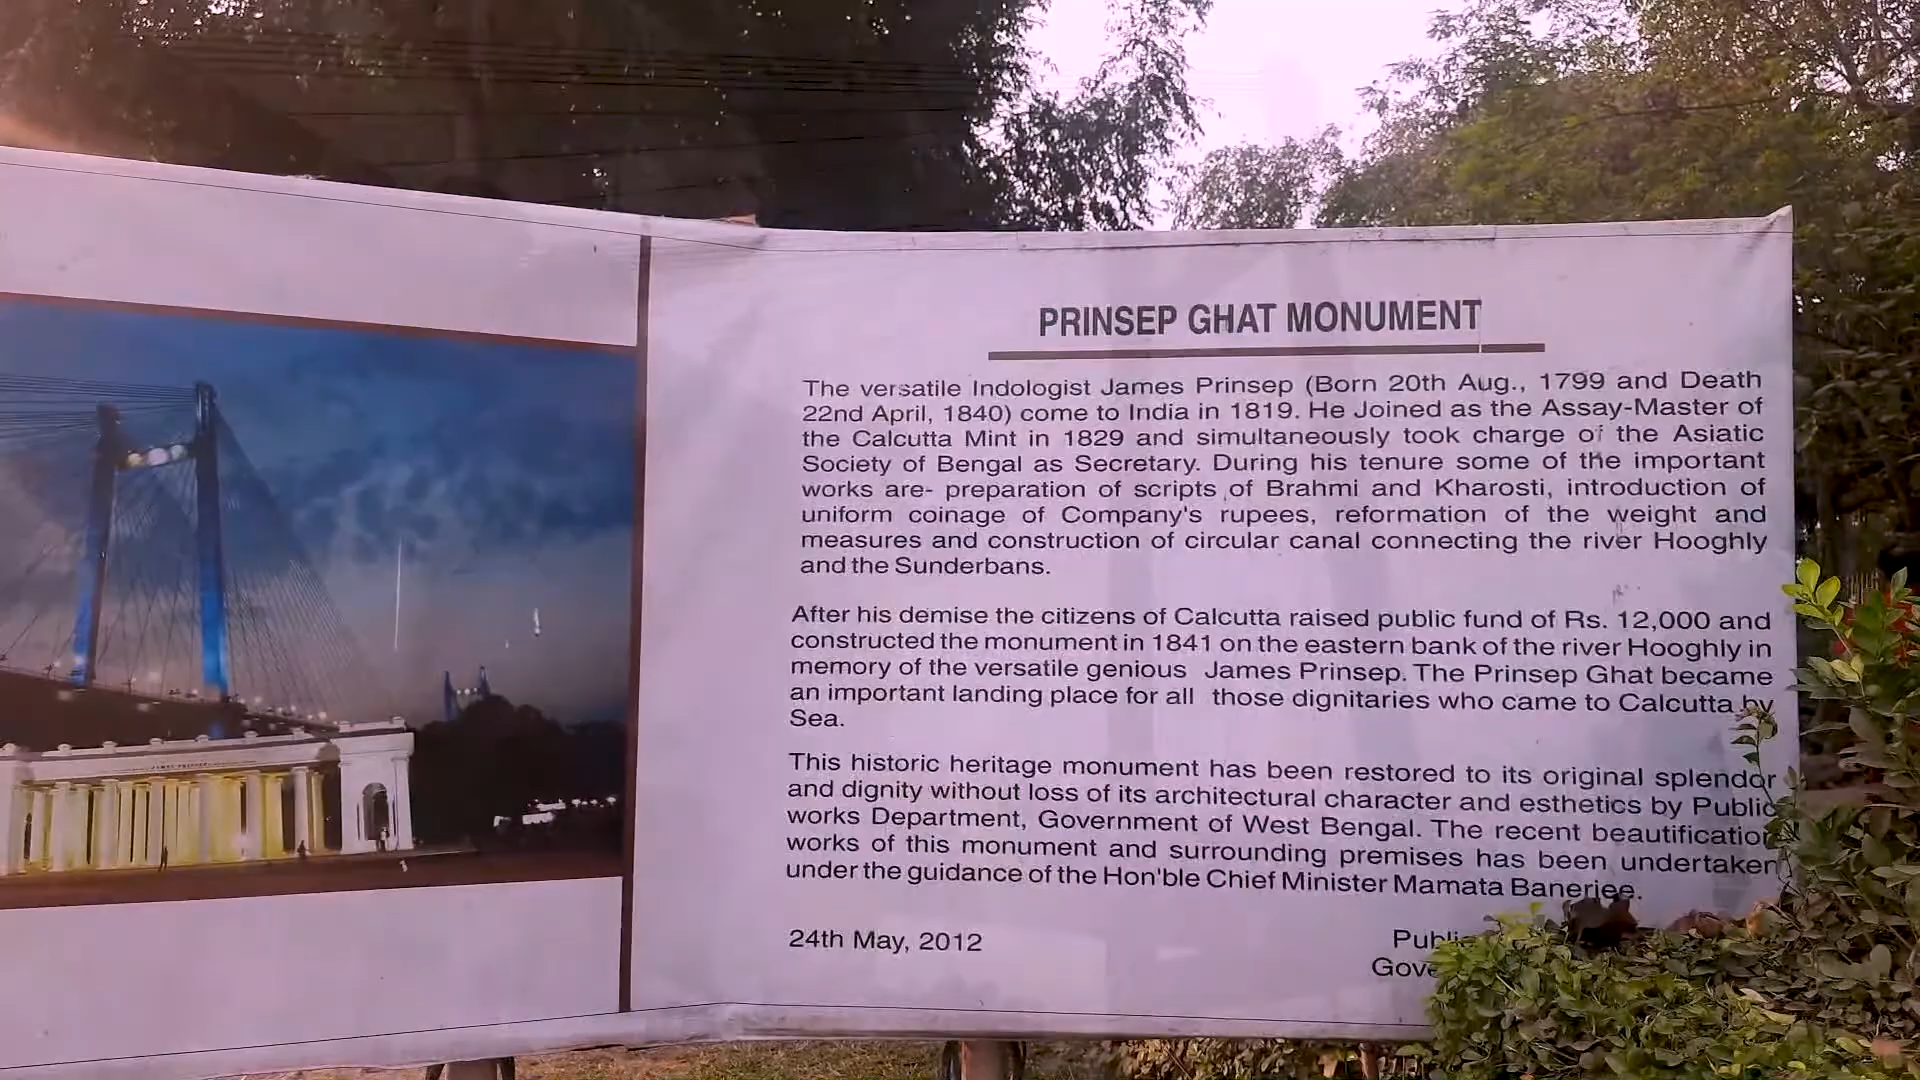 PRINSEP GHAT MONUMENT
The versatile Indologist James Prinsep (Born 20th Aug., 1799 and Death
22nd April, 1840) come to India in 1819. He Joined as the Assay-Master of
the Calcutta Mint in 1829 and simultaneously took charge of the Asiatic
Society of Bengal as Secretary. During his tenure some of the important
works are- preparation of scripts of Brahmi and Kharosti, introduction of
uniform coinage of Company's rupees, reformation of the weight and
measures and construction of circular canal connecting the river Hooghly
and the Sunderbans.
After his demise the citizens of Calcutta raised public fund of Rs. 12,000 and
constructed the monument in 1841 on the eastern bank of the river Hooghly in
memory of the versatile genious James Prinsep. The Prinsep Ghat became
an important landing place for all those dignitaries who came to Calcutta by
Sea.
This historic heritage monument has been restored to its original splendor
and dignity without loss of its architectural character and esthetics by Public
works Department, Government of West Bengal. The recent beautification
works of this monument and surrounding premises has been undertaken
under the guidance of the Hon'ble Chief Minister Mamata Banerjee.
24th May, 2012